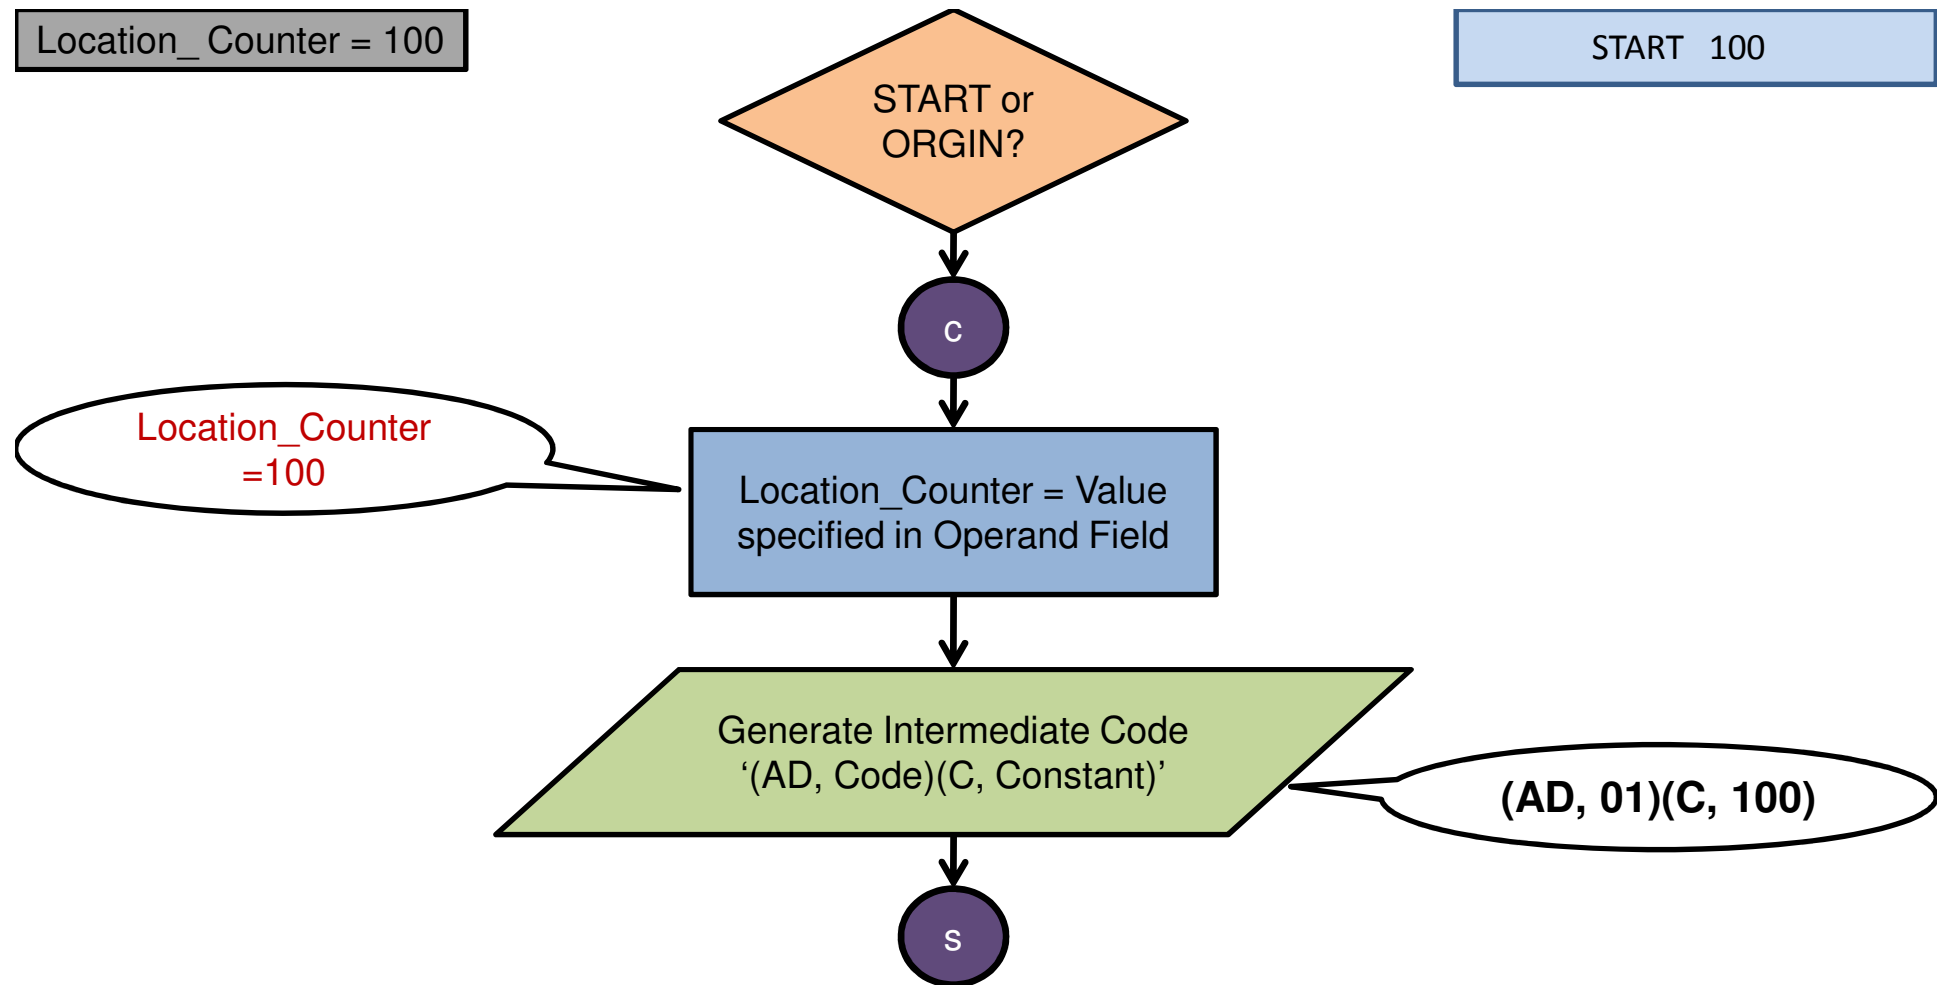 Location_ Counter = 100
START 100
START or
ORGIN?
c
Location_Counter
=100
Location_Counter = Value
specified in Operand Field
Generate Intermediate Code
‘(AD, Code)(C, Constant)’
(AD, 01)(C, 100)
s